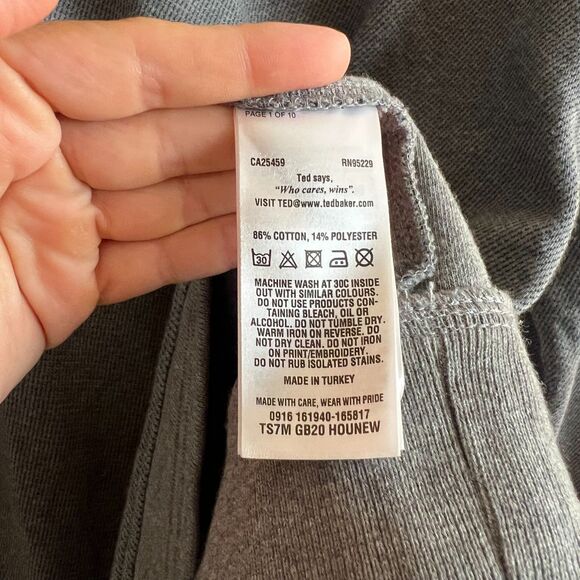 PAGE 1 OF 10
CA25459 RN95229
Ted says,
"Who cares, wins".
VISIT TED@www.tedbaker.com
86% COTTON, 14% POLYESTER
30
MACHINE WASH AT 30C INSIDE
OUT WITH SIMILAR COLOURS.
DO NOT USE PRODUCTS CON-
TAINING BLEACH, OIL OR
ALCOHOL. DO NOT TUMBLE DRY.
WARM IRON ON REVERSE. DO NOT
DRY CLEAN. DO NOT IRON
ON PRINT/EMBROIDERY.
DO NOT RUB ISOLATED STAINS.
MADE IN TURKEY
MADE WITH CARE, WEAR WITH PRIDE
0916 161940-165817
TS7M GB20 HOUNEW